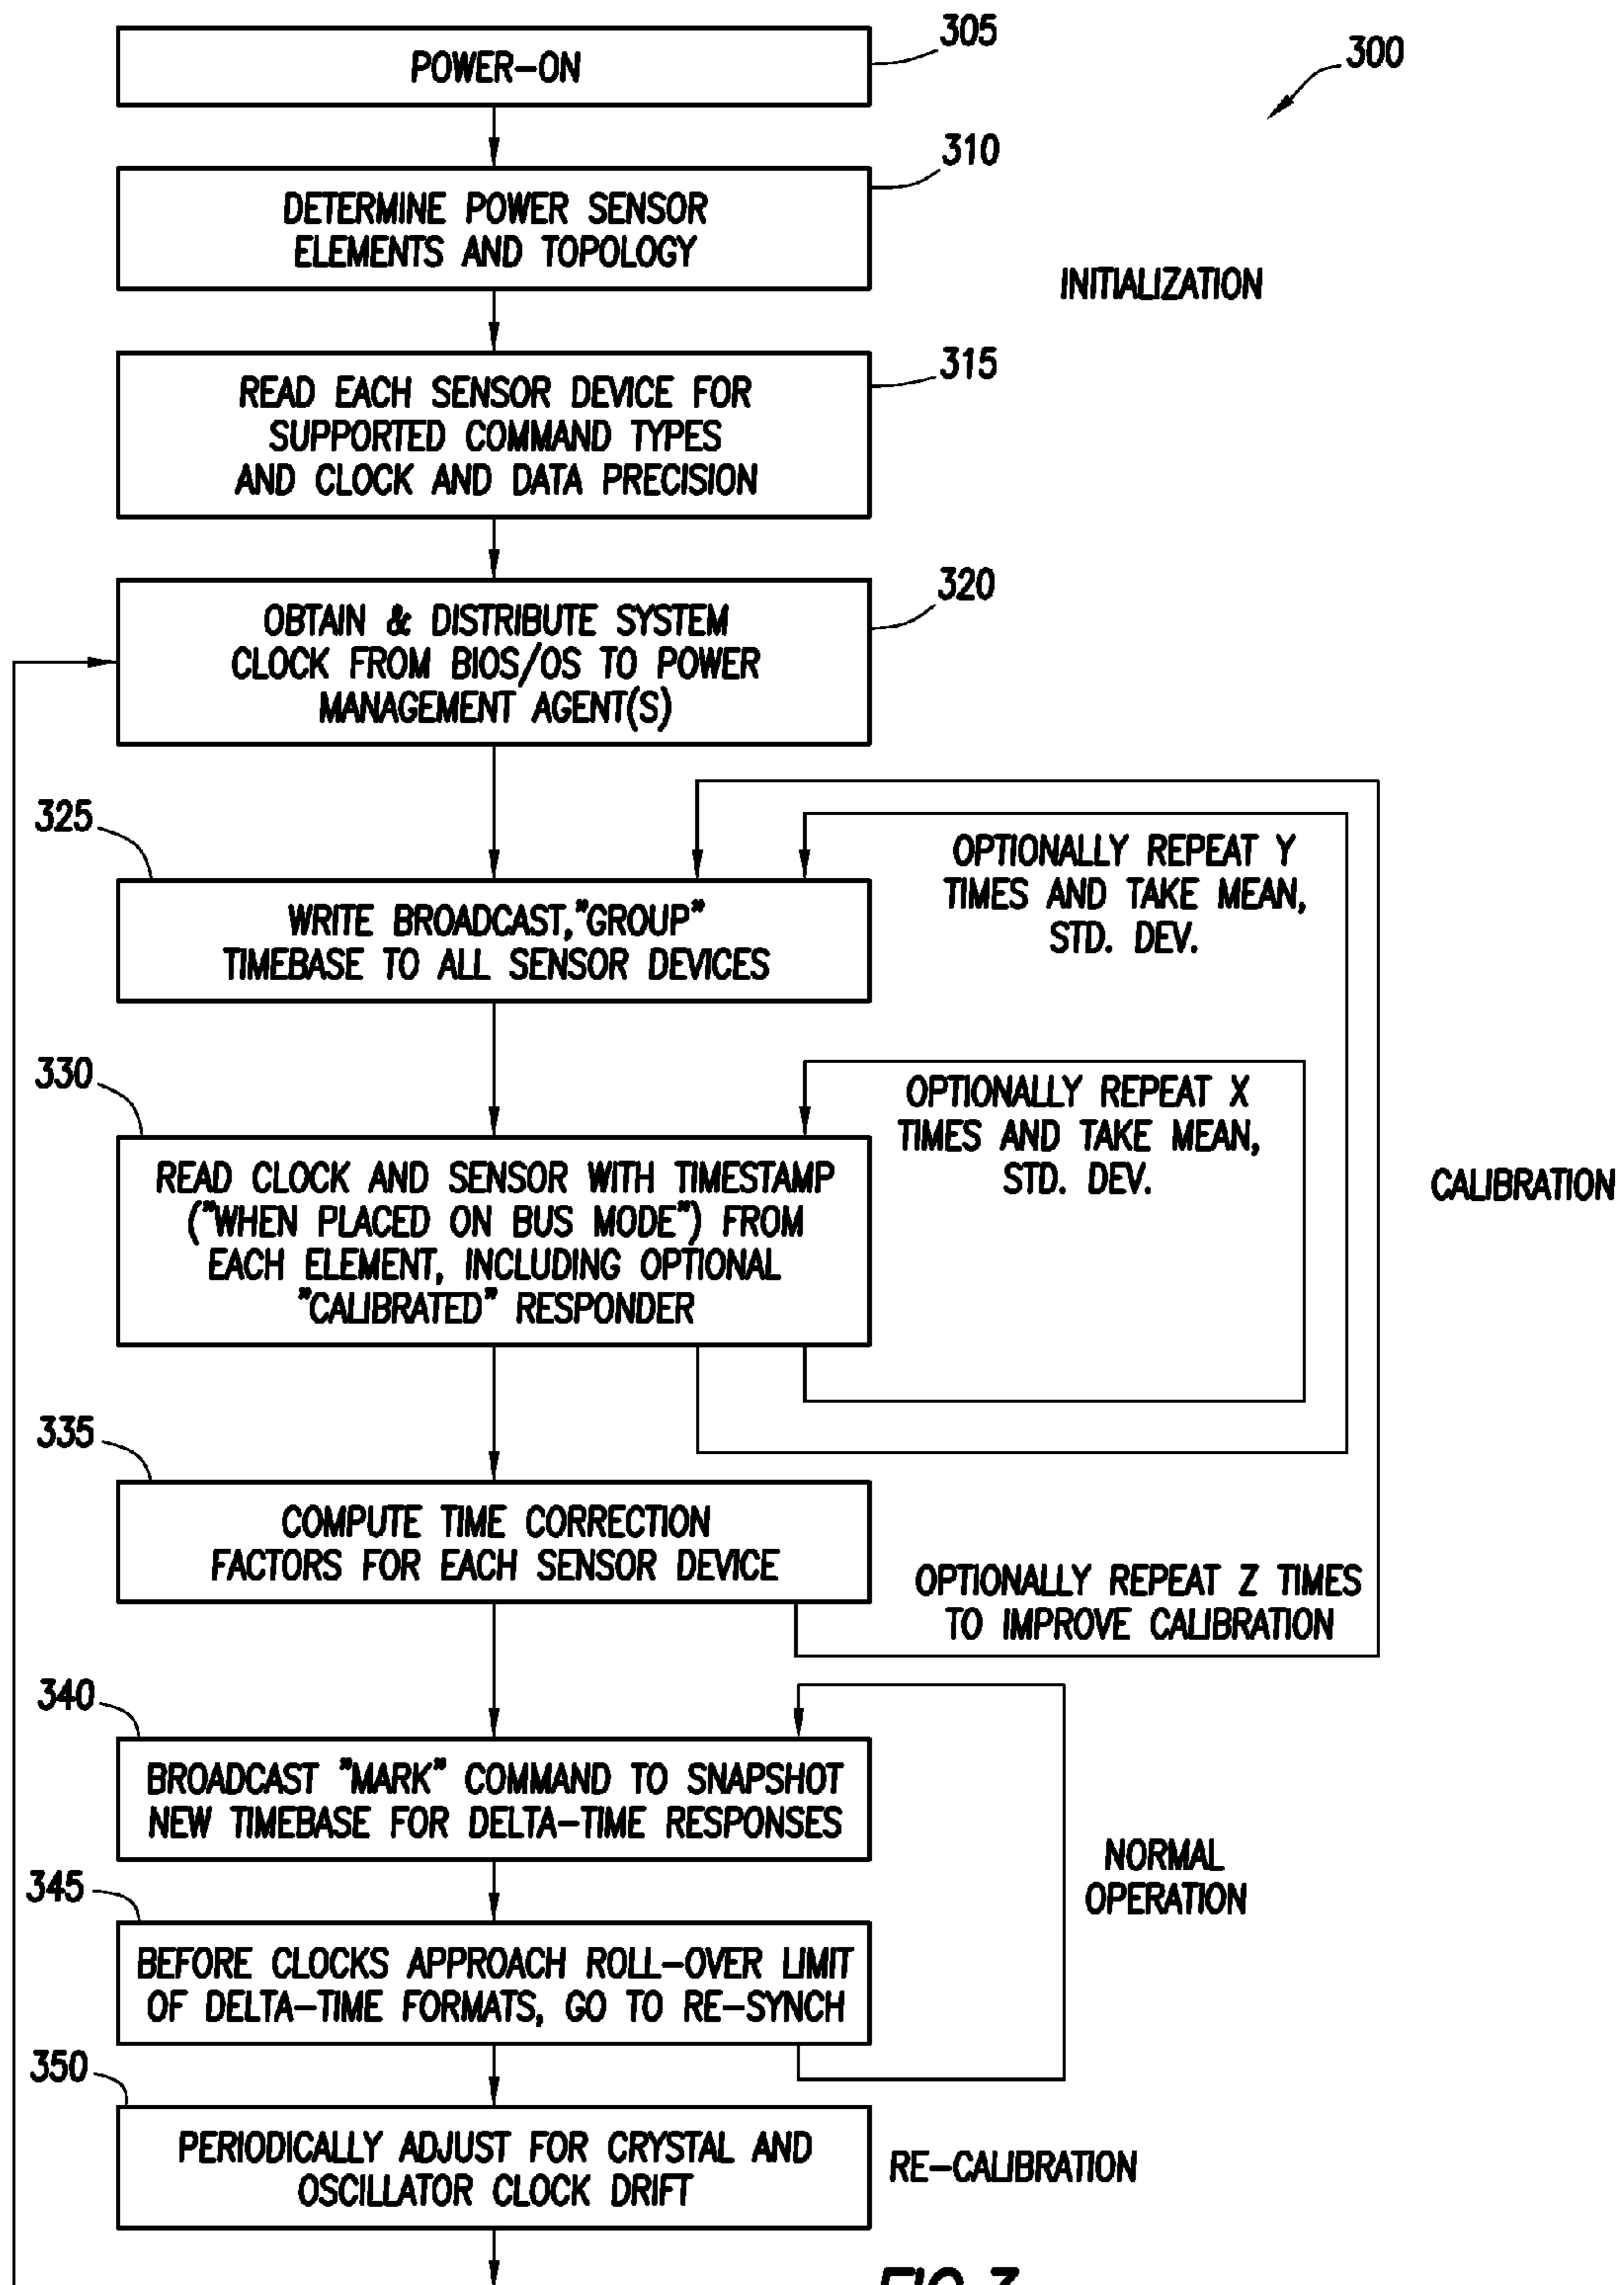 305
POWER-ON
300
310
DETERMINE POWER SENSOR
ELEMENTS AND TOPOLOGY
INITIALIZATION
315
READ EACH SENSOR DEVICE FOR
SUPPORTED COMMAND TYPES
AND CLOCK AND DATA PRECISION
320
OBTAIN & DISTRIBUTE SYSTEM
CLOCK FROM BIOS/OS TO POWER
MANAGEMENT AGENT(S)
325
WRITE BROADCAST,"GROUP"
TIMEBASE TO ALL SENSOR DEVICES
OPTIONALLY REPEAT Y
TIMES AND TAKE MEAN,
STD. DEV.
330
READ CLOCK AND SENSOR WITH TIMESTAMP
("WHEN PLACED ON BUS MODE") FROM
EACH ELEMENT, INCLUDING OPTIONAL
"CALIBRATED" RESPONDER
OPTIONALLY REPEAT X
TIMES AND TAKE MEAN,
STD. DEV.
CALIBRATION
335
COMPUTE TIME CORRECTION
FACTORS FOR EACH SENSOR DEVICE
OPTIONALLY REPEAT Z TIMES
TO IMPROVE CALIBRATION
340
BROADCAST "MARK" COMMAND TO SNAPSHOT
NEW TIMEBASE FOR DELTA-TIME RESPONSES
NORMAL
OPERATION
345
BEFORE CLOCKS APPROACH ROLL-OVER LIMIT
OF DELTA-TIME FORMATS, GO TO RE-SYNCH
350
PERIODICALLY ADJUST FOR CRYSTAL AND
OSCILLATOR CLOCK DRIFT
RE-CALIBRATION